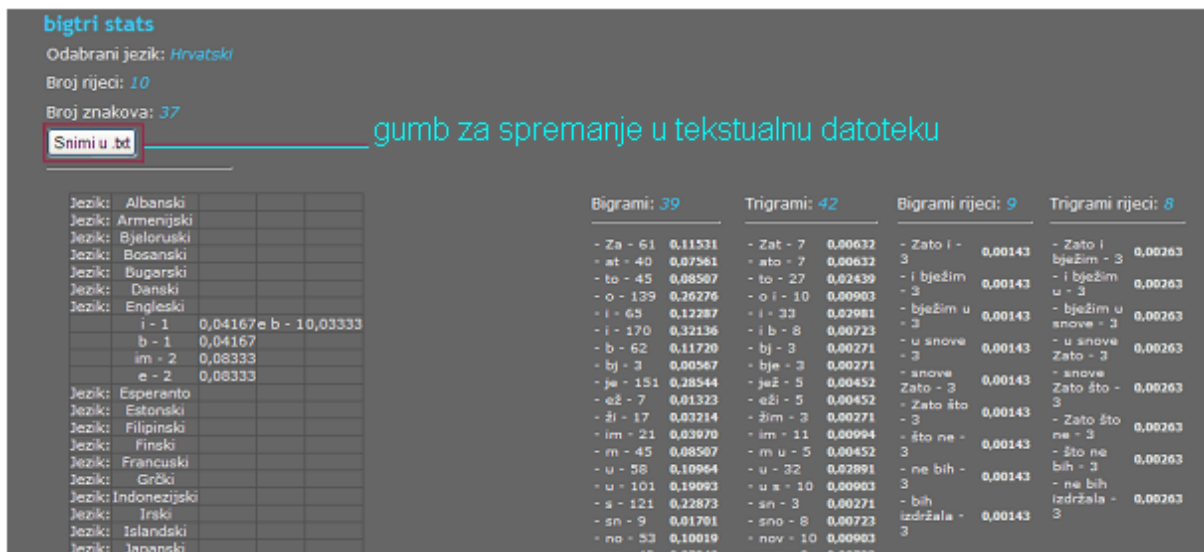 bigtri stats
Odabrani jezik: Hrvatski
Broj rijeci: 10
Broj znakova: 37
Snimi u .txt
gumb za spremanje u tekstualnu datoteku
Jezik: Albanski
Jezik: Armenijski
Jezik: Bjeloruski
Jezik: Bosanski
Jezik: Bugarski
Jezik: Danski
Jezik: Engleski
i - 1 0,04167 e b - 1 0,03333
b - 1 0,04167
im - 2 0,08333
e - 2 0,08333
Jezik: Esperanto
Jezik: Estonski
Jezik: Filipinski
Jezik: Finski
Jezik: Francuski
Jezik: Grčki
Jezik: Indonezijski
Jezik: Irski
Jezik: Islandski
Jezik: Japanski
Bigrami: 39
- Za - 61 0,11531
- at - 40 0,07561
- to - 45 0,08507
- o - 139 0,26276
- i - 65 0,12287
- i - 170 0,32136
- b - 62 0,11720
- bj - 3 0,00567
- je - 151 0,28544
- ež - 7 0,01323
- ži - 17 0,03214
- im - 21 0,03970
- m - 45 0,08507
- u - 58 0,10964
- u - 101 0,19093
- s - 121 0,22873
- sn - 9 0,01701
- no - 53 0,10019
Trigrami: 42
- Zat - 7 0,00632
- ato - 7 0,00632
- to - 27 0,02439
- o i - 10 0,00903
- i - 33 0,02981
- i b - 8 0,00723
- bj - 3 0,00271
- bje - 3 0,00271
- jež - 5 0,00452
- eži - 5 0,00452
- žim - 3 0,00271
- im - 11 0,00994
- m u - 5 0,00452
- u - 32 0,02891
- u s - 10 0,00903
- sn - 3 0,00271
- sno - 8 0,00723
- nov - 10 0,00903
Bigrami rijeci: 9
- Zato i -
3 0,00143
- i bježim
- 3 0,00143
- bježim u
- 3 0,00143
- u snove
- 3 0,00143
- snove
Zato - 3 0,00143
- Zato što
- 3 0,00143
- što ne -
3 0,00143
- ne bih -
3 0,00143
- bih
izdržala -
3 0,00143
Trigrami rijeci: 8
- Zato i
bježim - 3 0,00263
- i bježim
u - 3 0,00263
- bježim u
snove - 3 0,00263
- u snove
Zato - 3 0,00263
- snove
Zato što -
3 0,00263
- Zato što
ne - 3 0,00263
- što ne
bih - 3 0,00263
- ne bih
izdržala -
3 0,00263